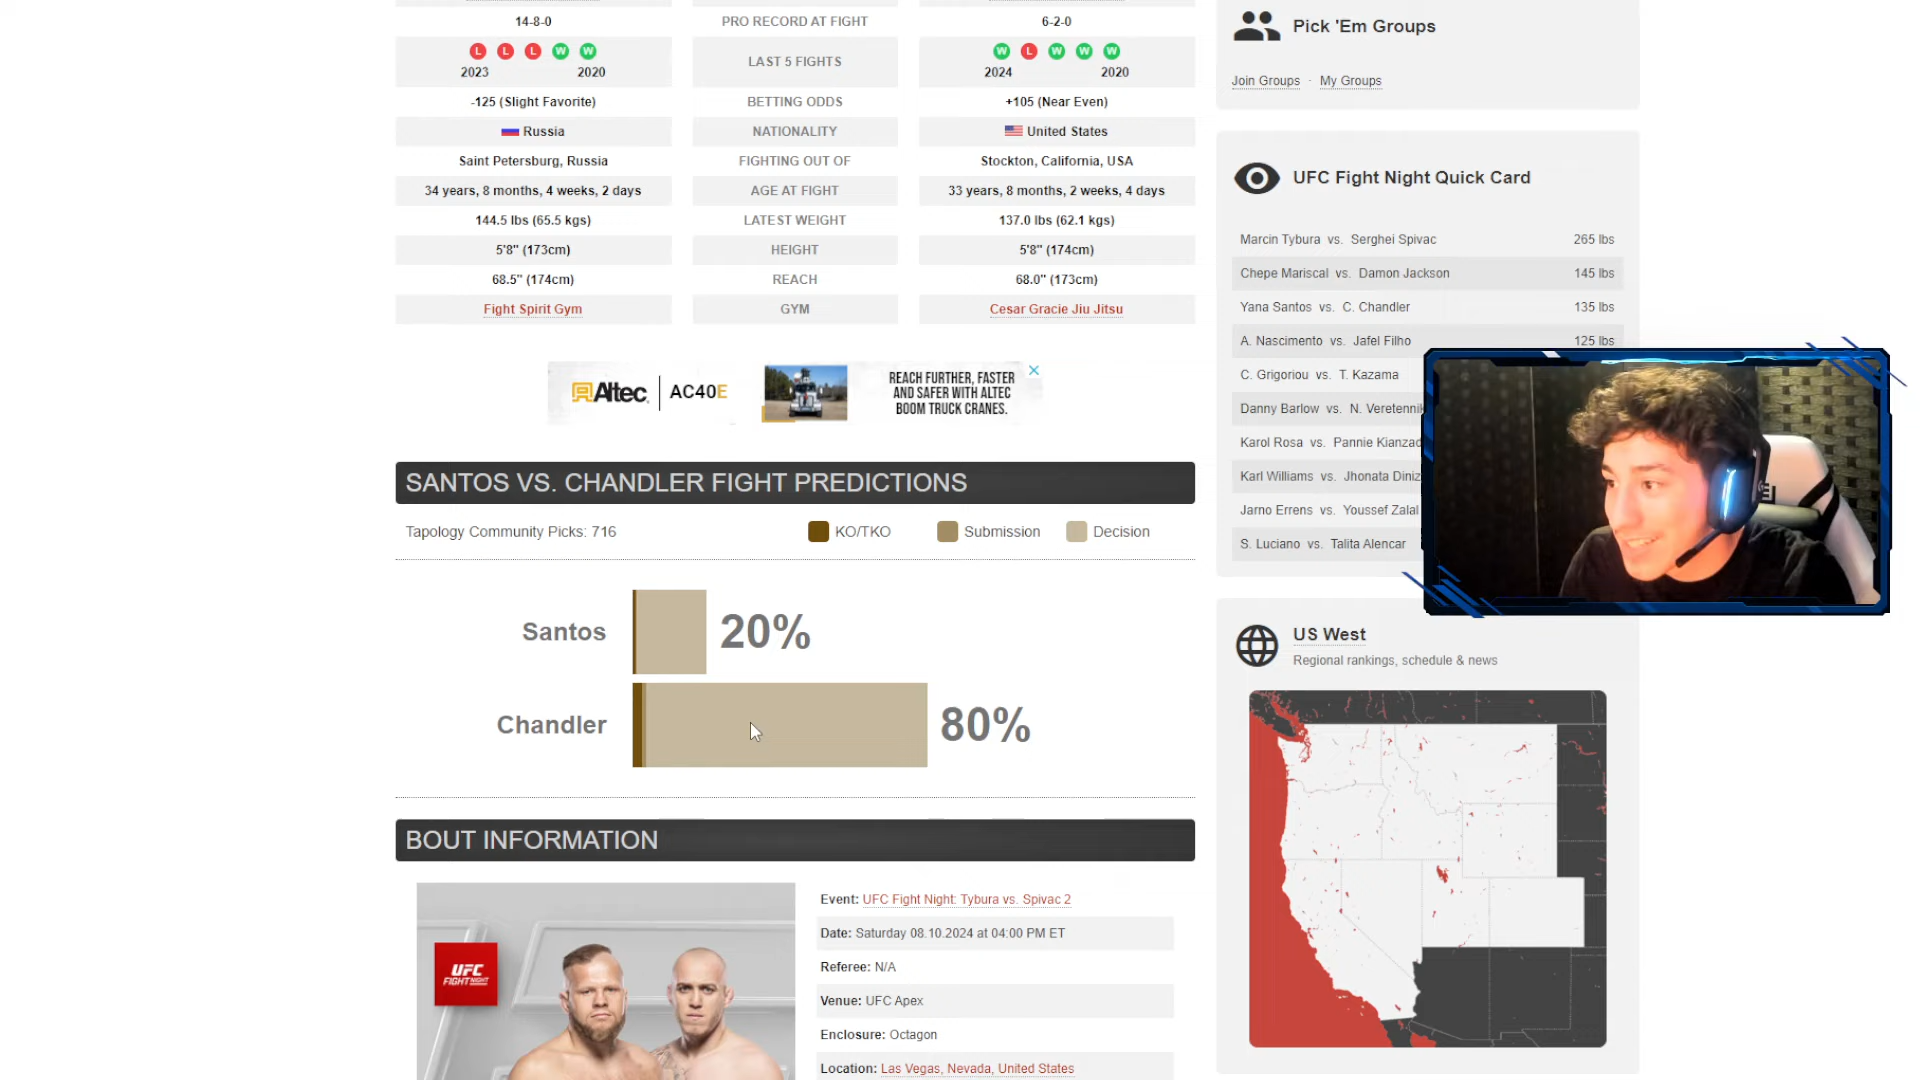 14-8-0 PRO RECORD AT FIGHT 6-2-0
L L L W W LAST 5 FIGHTS W L W W W
2023 2020 2024 2020
-125 (Slight Favorite) BETTING ODDS +105 (Near Even)
Russia NATIONALITY United States
Saint Petersburg, Russia FIGHTING OUT OF Stockton, California, USA
34 years, 8 months, 4 weeks, 2 days AGE AT FIGHT 33 years, 8 months, 2 weeks, 4 days
144.5 lbs (65.5 kgs) LATEST WEIGHT 137.0 lbs (62.1 kgs)
5'8" (173cm) HEIGHT 5'8" (174cm)
68.5" (174cm) REACH 68.0" (173cm)
Fight Spirit Gym GYM Cesar Gracie Jiu Jitsu
Altec AC40E
REACH FURTHER, FASTER
AND SAFER WITH ALTEC
BOOM TRUCK CRANES.
SANTOS VS. CHANDLER FIGHT PREDICTIONS
Tapology Community Picks: 716 KO/TKO Submission Decision
Santos 20%
Chandler 80%
BOUT INFORMATION
UFC
FIGHT NIGHT
Event: UFC Fight Night: Tybura vs. Spivac 2
Date: Saturday 08.10.2024 at 04:00 PM ET
Referee: N/A
Venue: UFC Apex
Enclosure: Octagon
Location: Las Vegas, Nevada, United States
Pick 'Em Groups
Join Groups · My Groups
UFC Fight Night Quick Card
Marcin Tybura vs. Serghei Spivac 265 lbs
Chepe Mariscal vs. Damon Jackson 145 lbs
Yana Santos vs. C. Chandler 135 lbs
A. Nascimento vs. Jafel Filho 125 lbs
C. Grigoriou vs. T. Kazama
Danny Barlow vs. N. Veretennik
Karol Rosa vs. Pannie Kianzad
Karl Williams vs. Jhonata Diniz
Jarno Errens vs. Youssef Zalal
S. Luciano vs. Talita Alencar
US West
Regional rankings, schedule & news